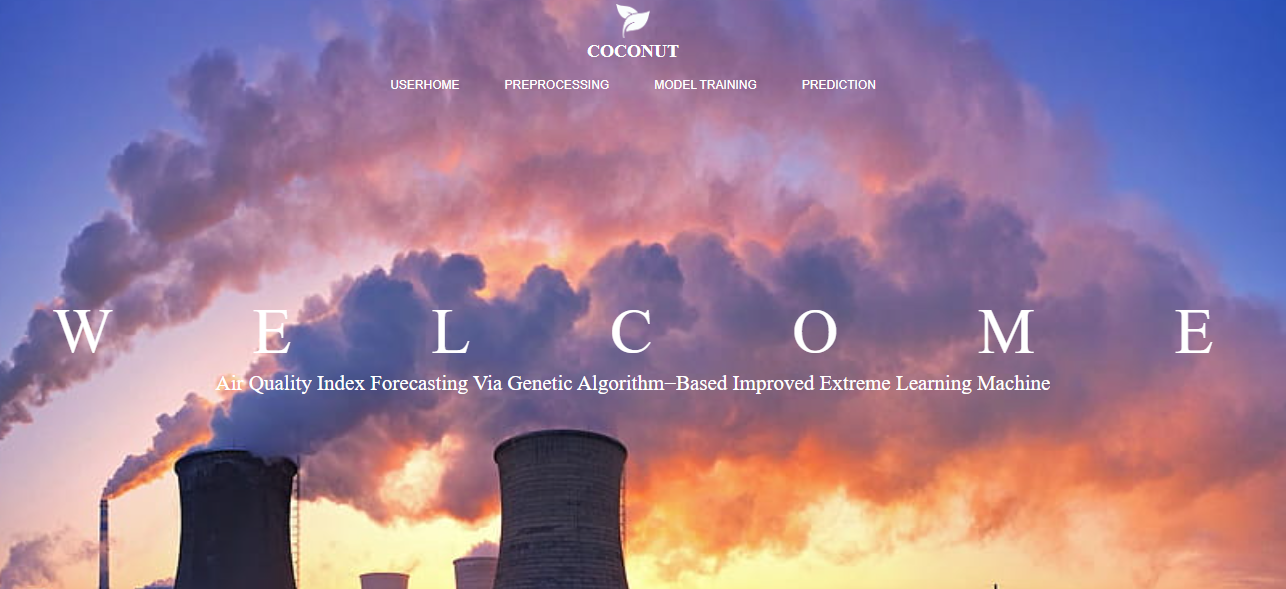 COCONUT
USERHOME PREPROCESSING MODEL TRAINING PREDICTION
W E L C O M E
Air Quality Index Forecasting Via Genetic Algorithm–Based Improved Extreme Learning Machine